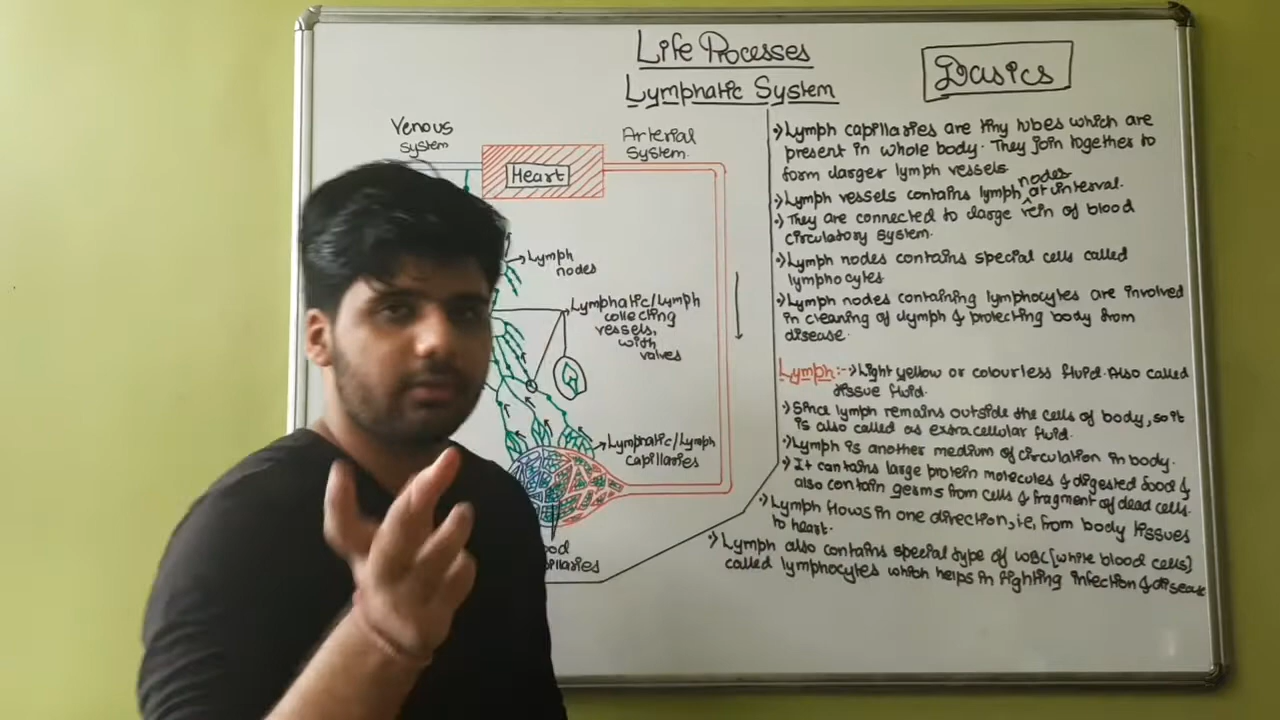 Life Processes
Lymphatic System
Basics
Venous
system
Heart
Arterial
System.
Lymph
nodes
Lymphatic/Lymph
collecting
vessels,
with
valves
Lymphatic/Lymph
capillaries
Lymph capillaries are tiny tubes which are
present in whole body. They join together to
form larger lymph vessels
nodes
Lymph vessels contains lymph ^ at interval.
They are connected to large vein of blood
circulatory system.
Lymph nodes contains special cells called
lymphocytes
Lymph nodes containing lymphocytes are involved
in cleaning of lymph & protecting body from
disease.
Lymph:-→ Light yellow or colourless fluid. Also called
tissue fluid.
Since lymph remains outside the cells of body, so it
is also called as extracellular fluid.
Lymph is another medium of circulation in body.
It contains large protein molecules & digested food &
also contain germs from cells & fragment of dead cells.
Lymph flows in one direction, ie, from body tissues
to heart.
Lymph also contains special type of WBC [white blood cells]
called lymphocytes which helps in fighting infection & disease